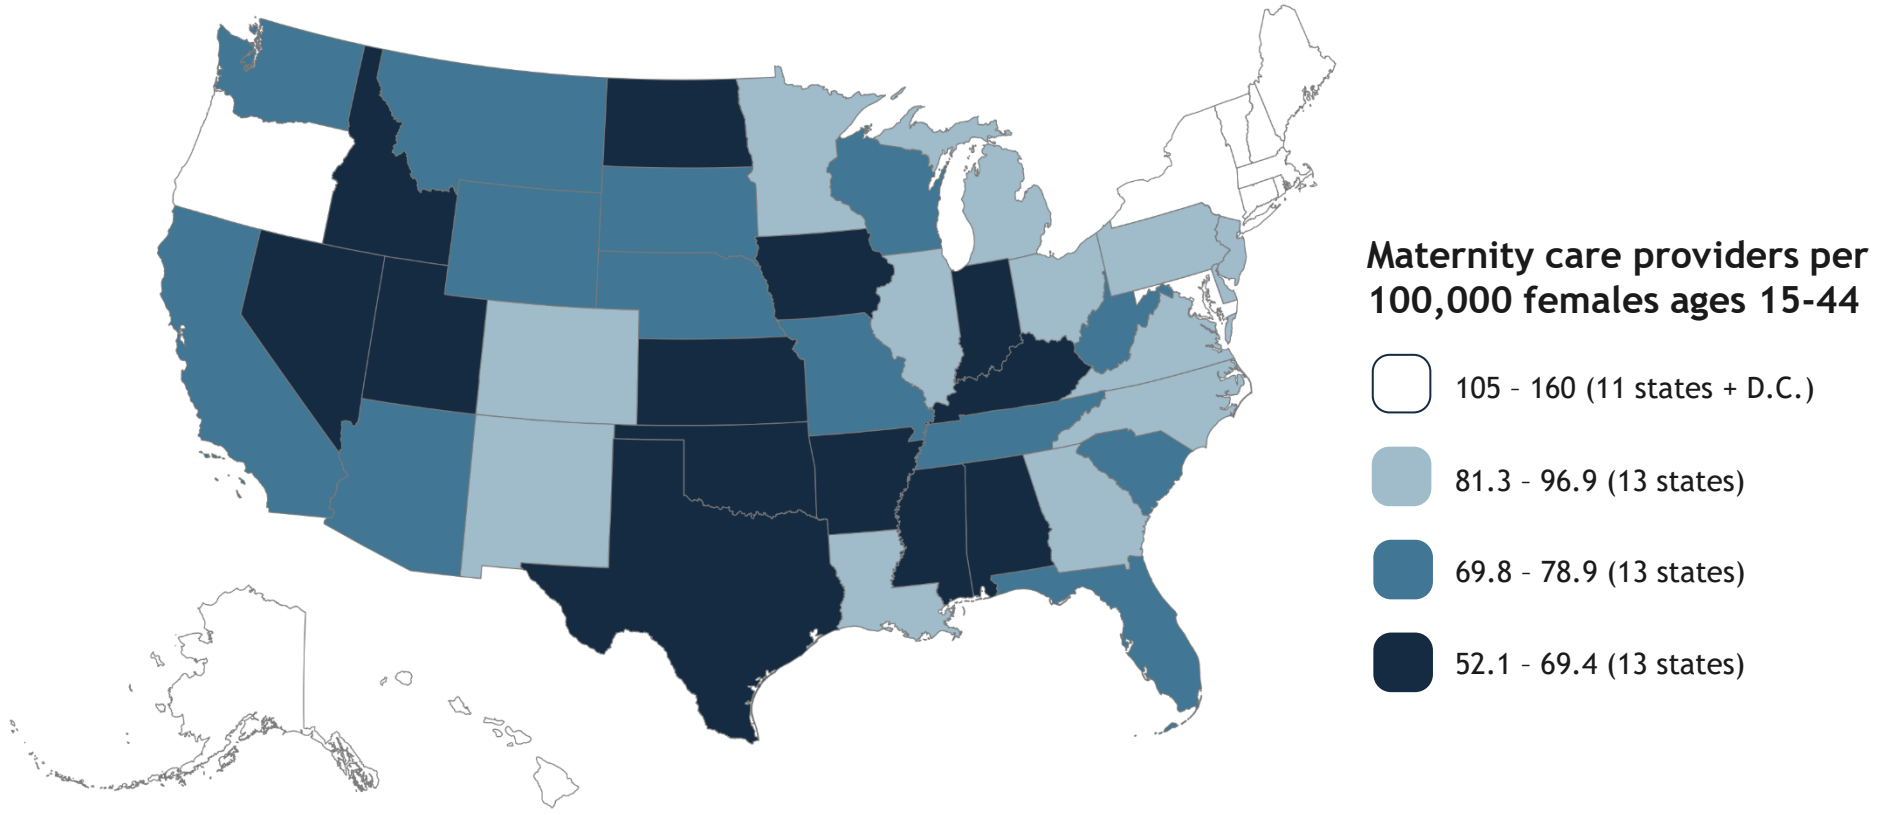 Maternity care providers per
100,000 females ages 15-44
105 – 160 (11 states + D.C.)
81.3 – 96.9 (13 states)
69.8 – 78.9 (13 states)
52.1 – 69.4 (13 states)